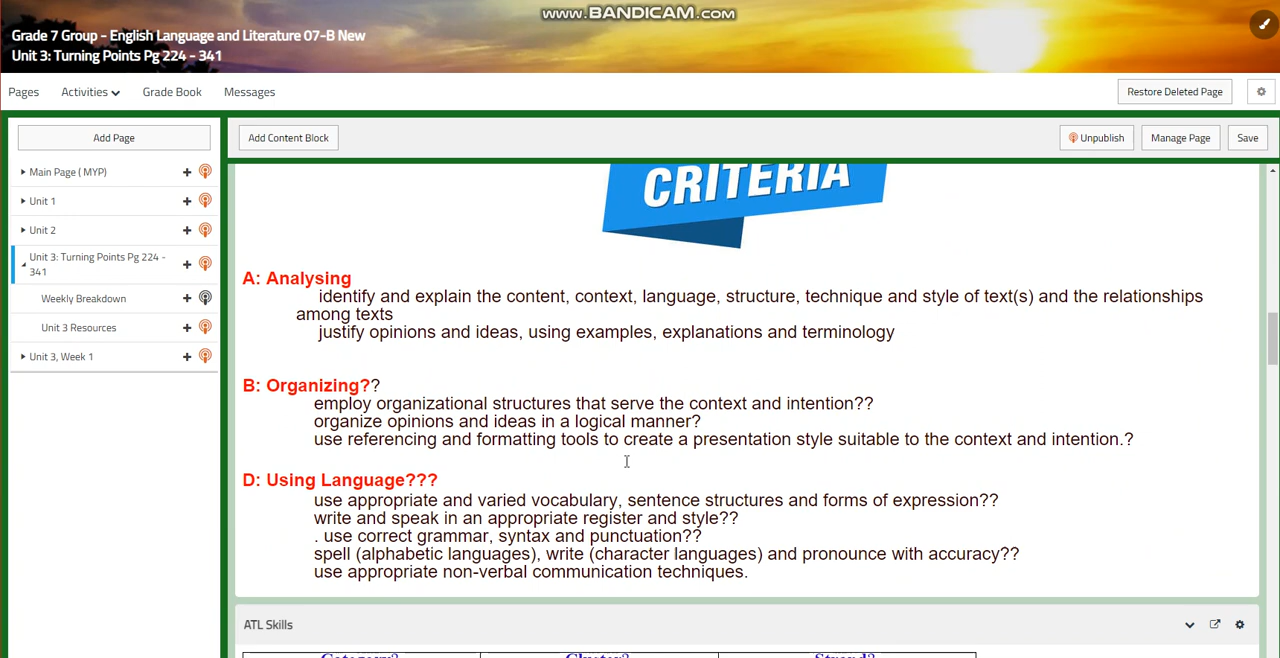 www.BANDICAM.com
Grade 7 Group - English Language and Literature 07-B New
Unit 3: Turning Points Pg 224 - 341
Pages Activities Grade Book Messages
Restore Deleted Page
Add Page
Add Content Block
Unpublish
Manage Page
Save
Main Page ( MYP)
Unit 1
Unit 2
Unit 3: Turning Points Pg 224 -
341
Weekly Breakdown
Unit 3 Resources
Unit 3, Week 1
CRITERIA
A: Analysing
identify and explain the content, context, language, structure, technique and style of text(s) and the relationships
among texts
justify opinions and ideas, using examples, explanations and terminology
B: Organizing??
employ organizational structures that serve the context and intention??
organize opinions and ideas in a logical manner?
use referencing and formatting tools to create a presentation style suitable to the context and intention.?
D: Using Language???
use appropriate and varied vocabulary, sentence structures and forms of expression??
write and speak in an appropriate register and style??
. use correct grammar, syntax and punctuation??
spell (alphabetic languages), write (character languages) and pronounce with accuracy??
use appropriate non-verbal communication techniques.
ATL Skills
Category?
Cluster?
Strand?